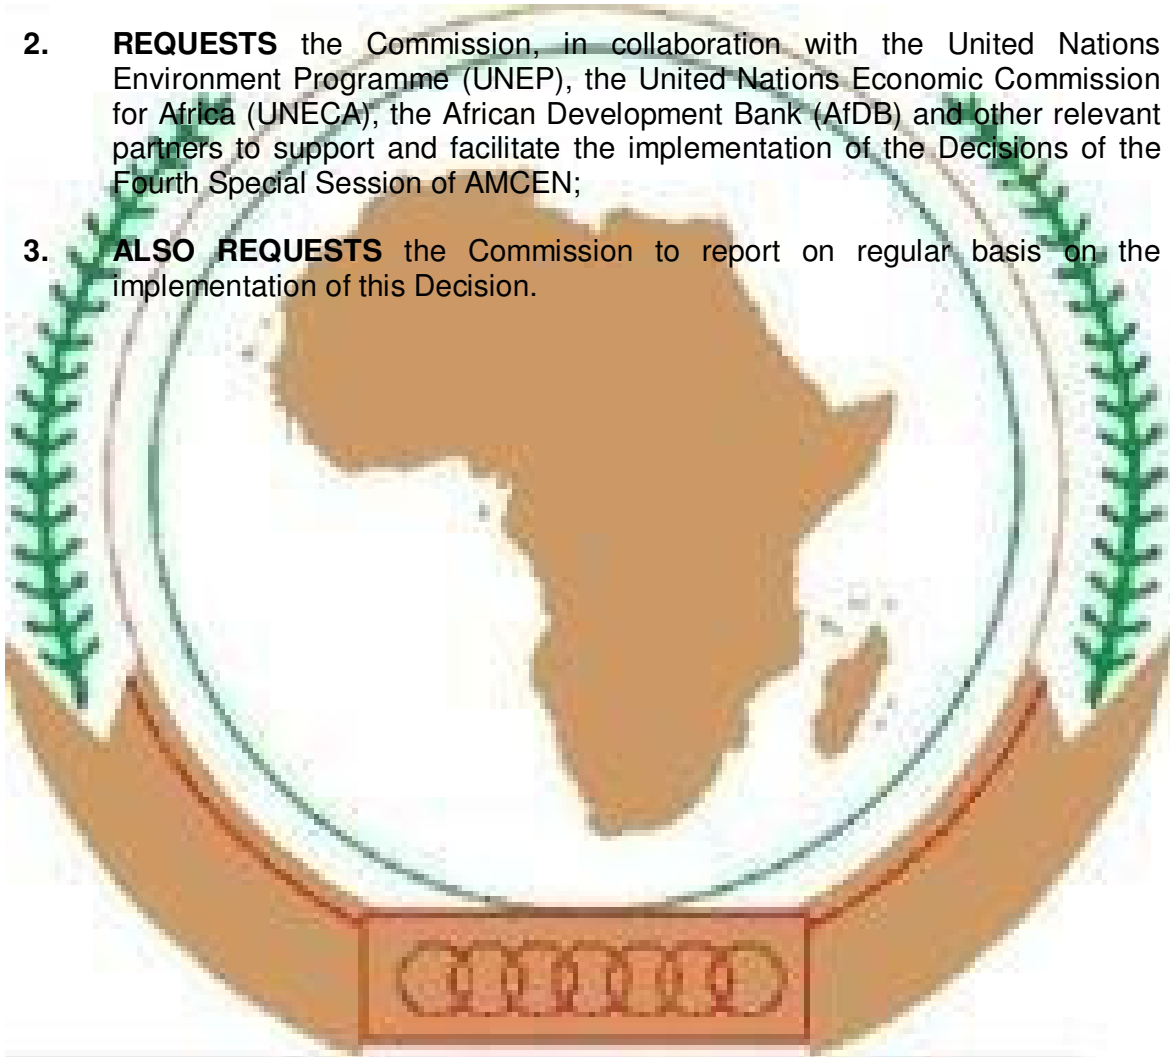 2. REQUESTS the Commission, in collaboration with the United Nations
Environment Programme (UNEP), the United Nations Economic Commission
for Africa (UNECA), the African Development Bank (AfDB) and other relevant
partners to support and facilitate the implementation of the Decisions of the
Fourth Special Session of AMCEN;
3. ALSO REQUESTS the Commission to report on regular basis on the
implementation of this Decision.